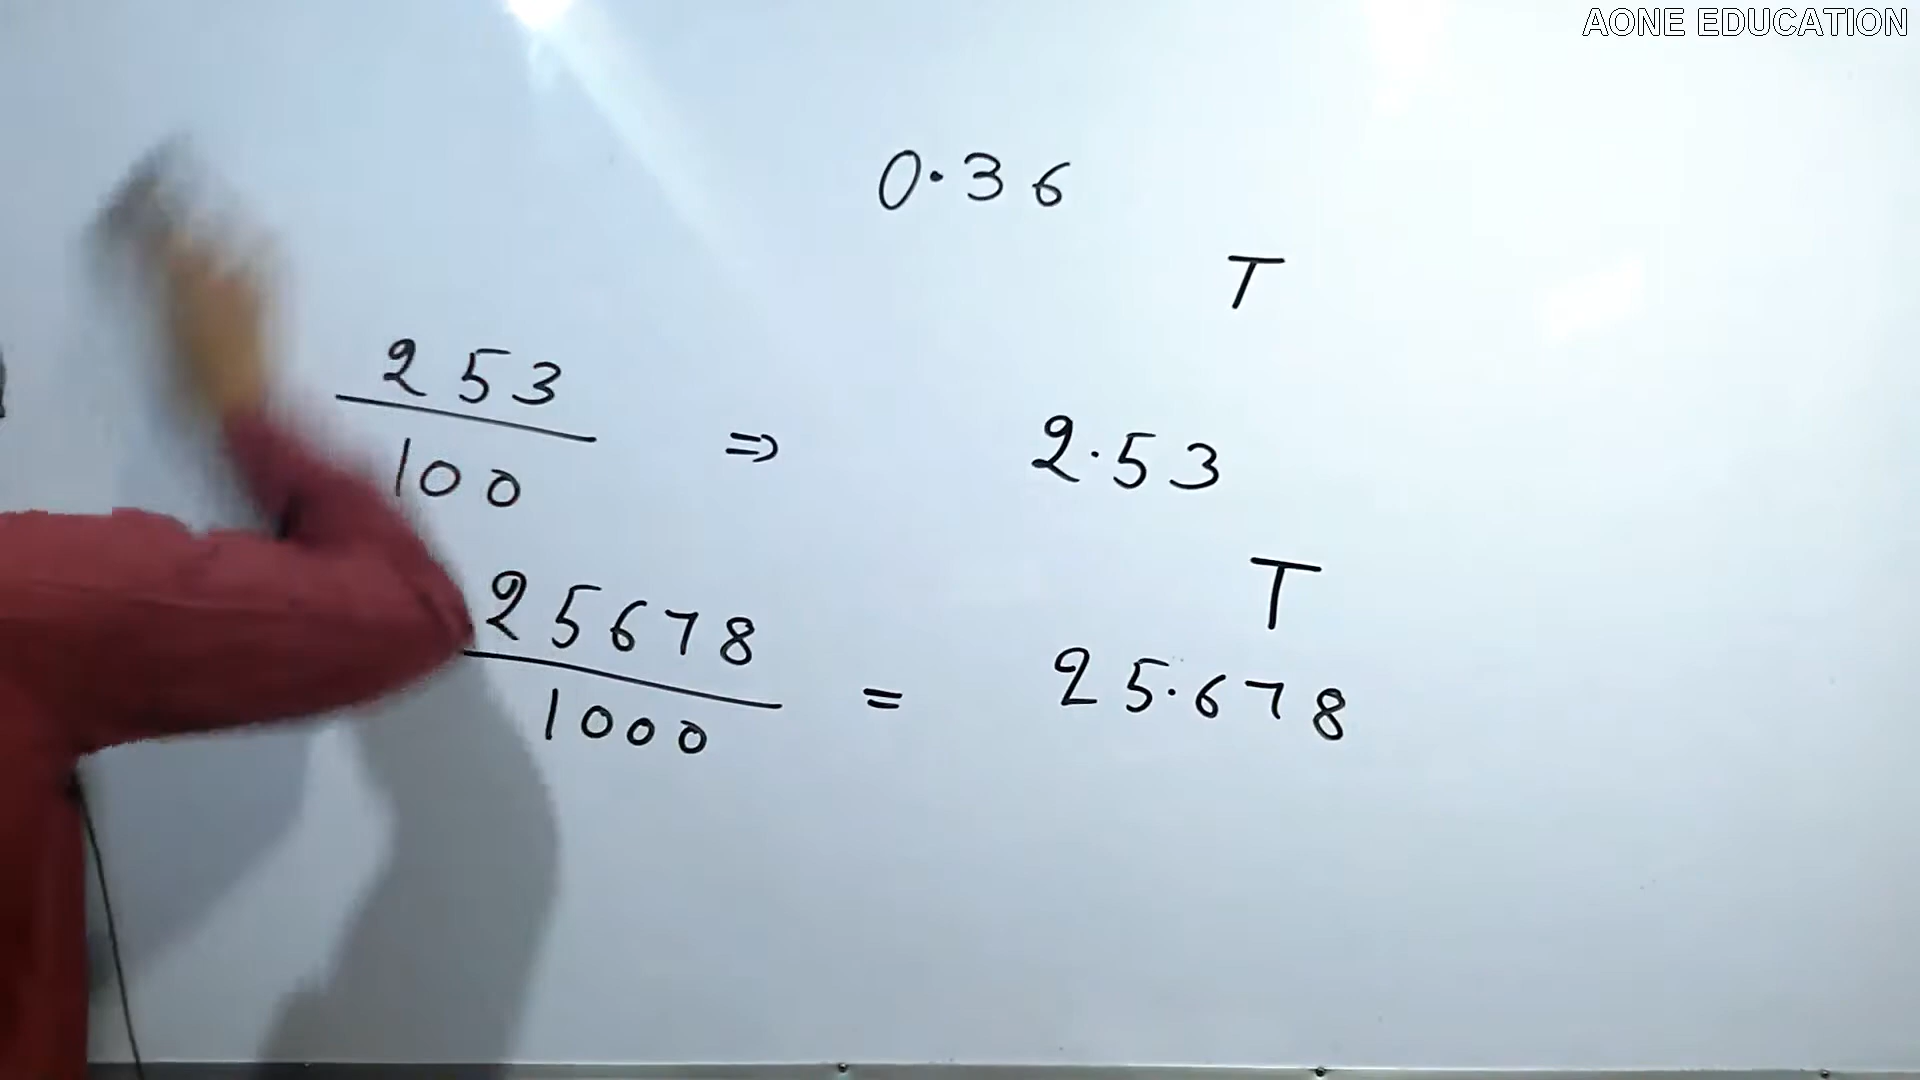 AONE EDUCATION
0.36
T
253
100
⇒ 2.53
T
25678
1000
= 25.678